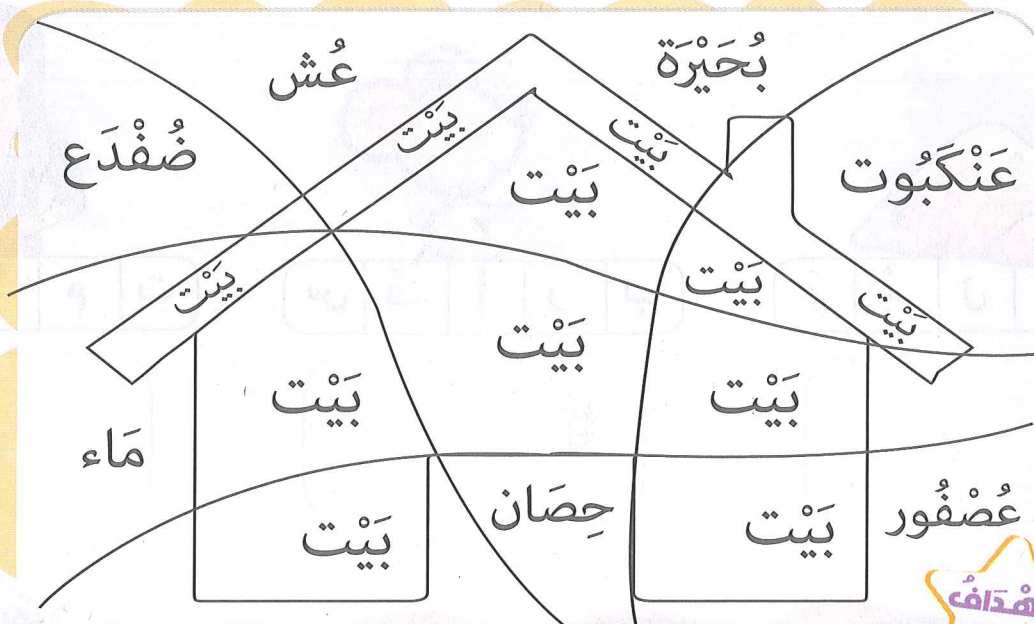 عُش
بُحَيْرَة
ضُفْدَع
بَيْت
بَيْت
بَيْت
عَنْكَبُوت
بَيْت
بَيْت
بَيْت
بَيْت
بَيْت
بَيْت
مَاء
بَيْت
حِصَان
بَيْت
عُصْفُور